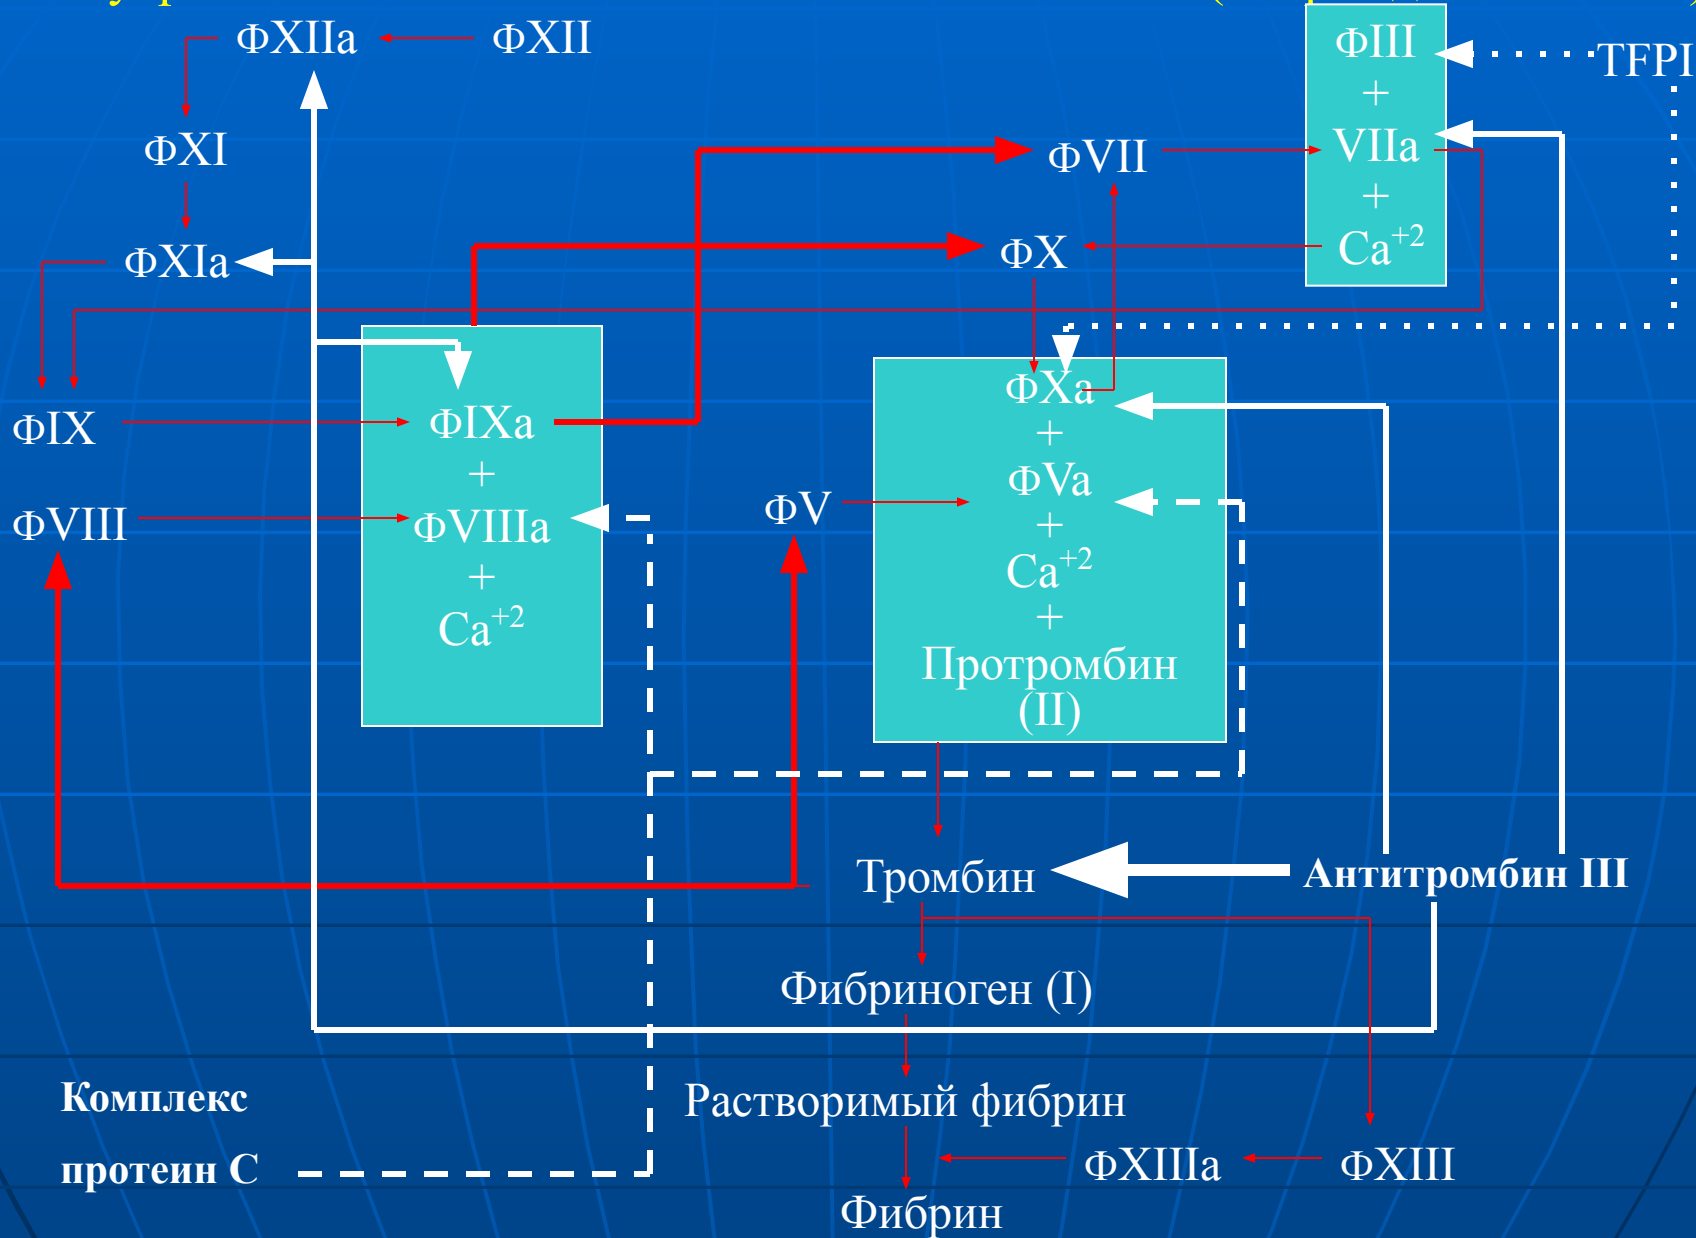 ФXIIa
ФXII
ФIII
+
VIIa
+
Ca+2
TFPI
ФXI
ФVII
ФXIa
ФX
ФIX
ФVIII
ФIXa
+
ФVIIIa
+
Ca+2
ФV
ФXa
+
ФVa
+
Ca+2
+
Протромбин
(II)
Тромбин
Антитромбин III
Фибриноген (I)
Комплекс
протеин С
Растворимый фибрин
ФXIIIa
ФXIII
Фибрин